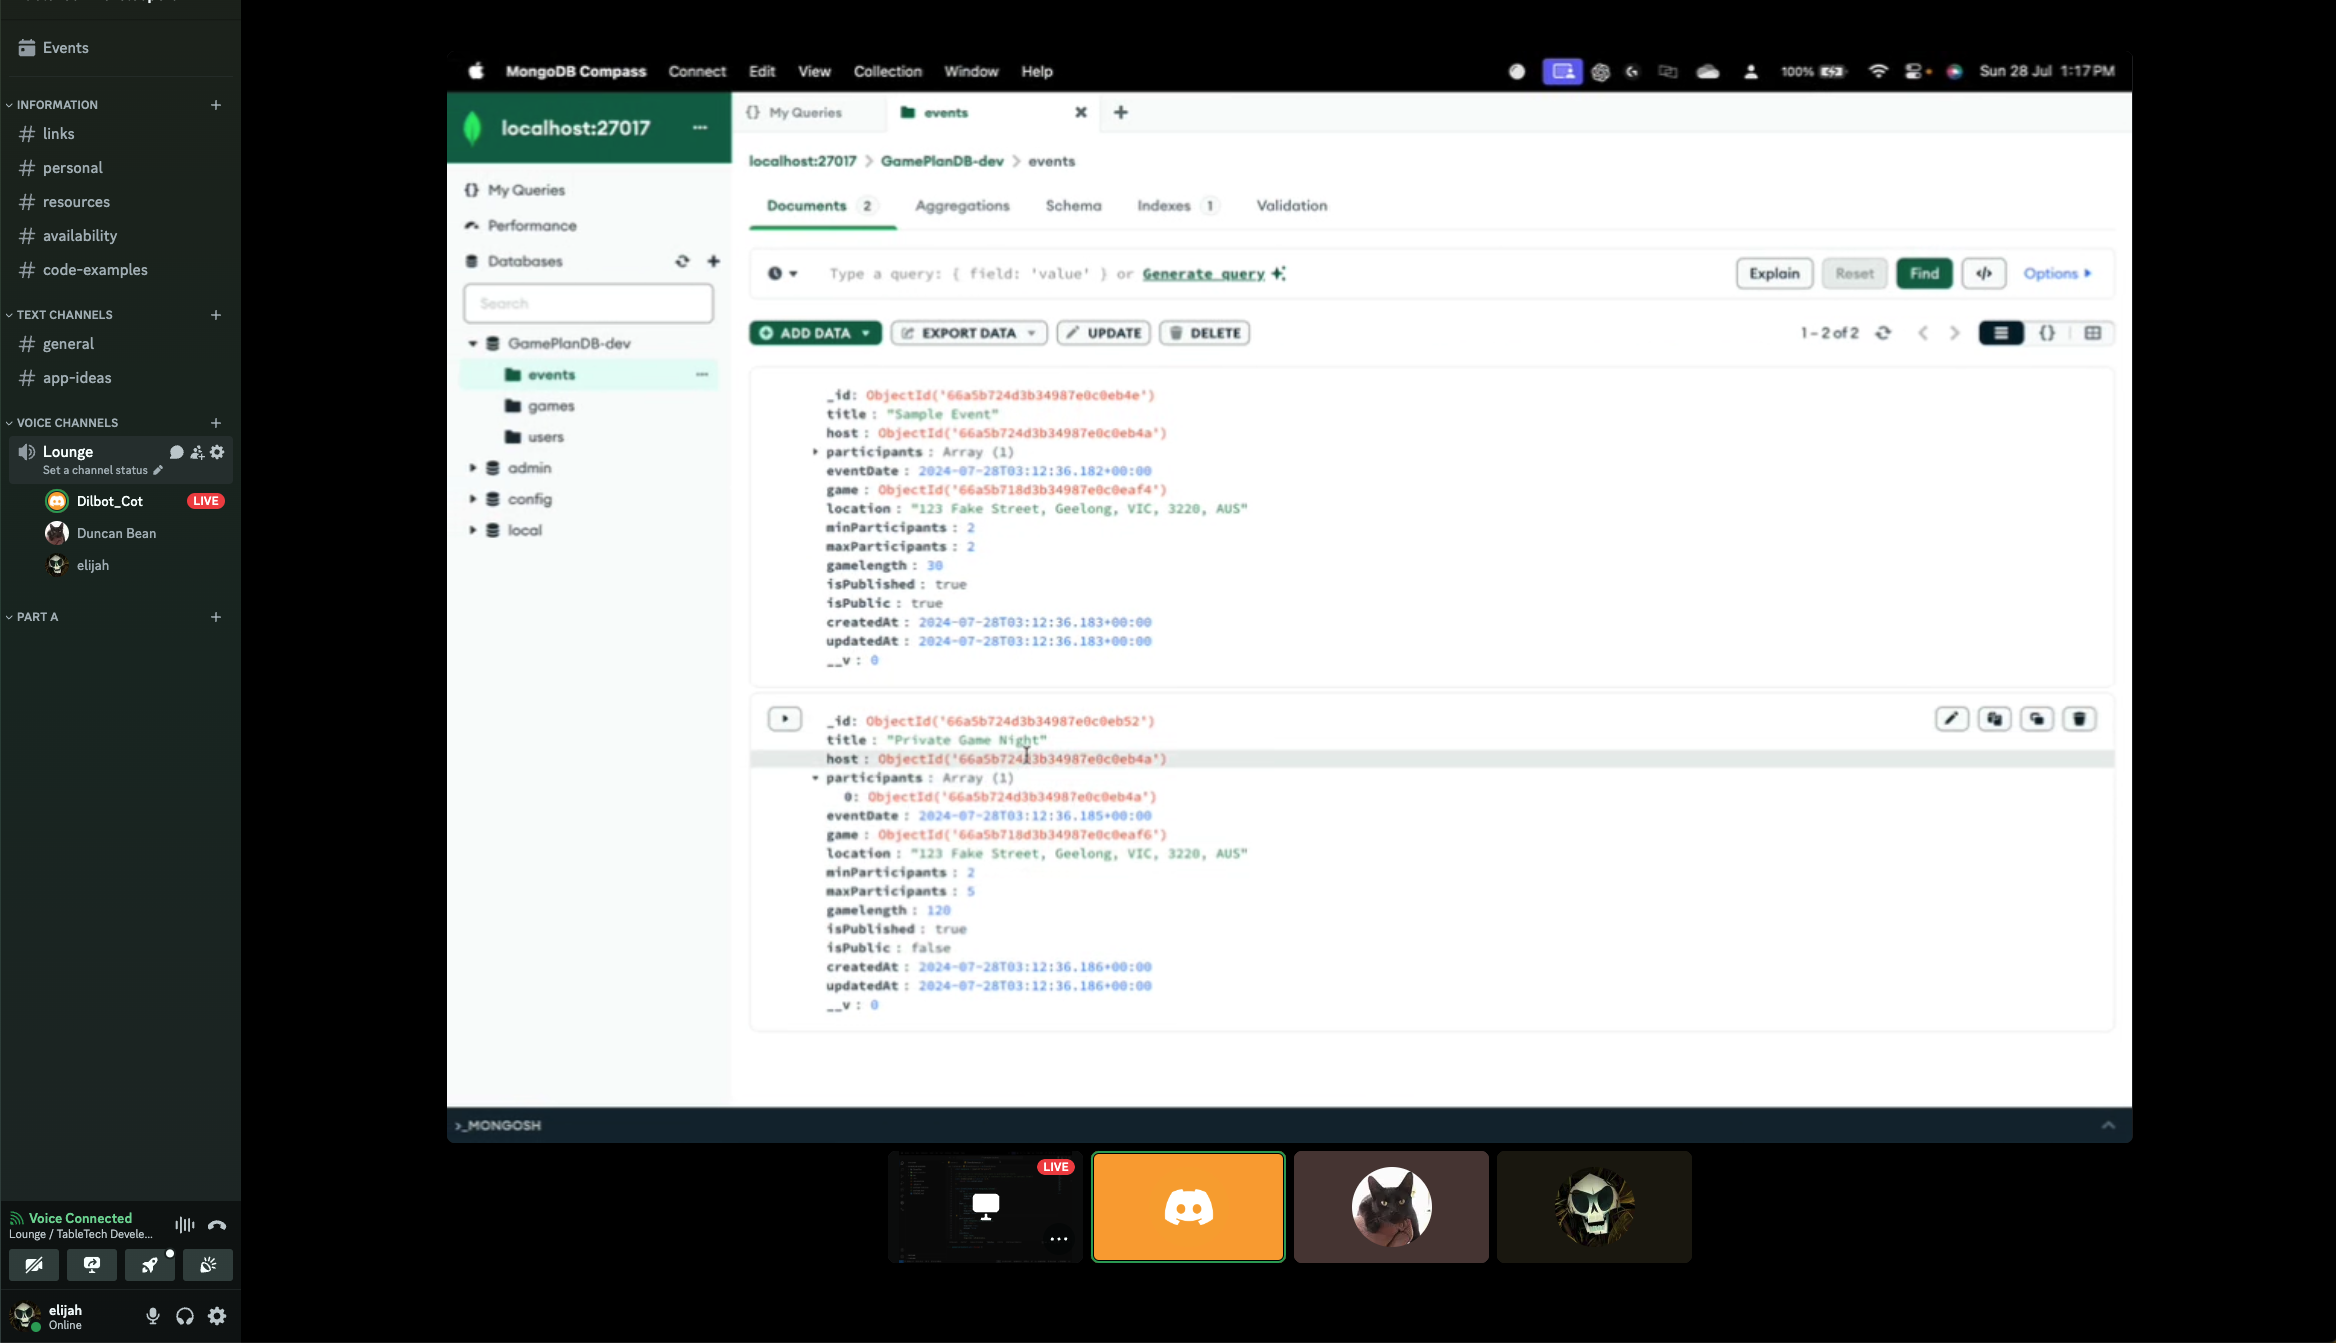 Events
INFORMATION
links
personal
resources
availability
code-examples
TEXT CHANNELS
general
app-ideas
VOICE CHANNELS
Lounge
Set a channel status
Dilbot_Cot LIVE
Duncan Bean
elijah
PART A
Voice Connected
Lounge / TableTech Devele...
elijah
Online
MongoDB Compass Connect Edit View Collection Window Help 100% Sun 28 Jul 1:17 PM
localhost:27017 ...
My Queries
Performance
Databases
Search
GamePlanDB-dev
events ...
games
users
admin
config
local
{} My Queries events
localhost:27017 > GamePlanDB-dev > events
Documents 2 Aggregations Schema Indexes 1 Validation
Type a query: { field: 'value' } or Generate query
Explain Reset Find </> Options
ADD DATA EXPORT DATA UPDATE DELETE 1 – 2 of 2 {}
_id: ObjectId('66a5b724d3b34987e0c0eb4e')
title : "Sample Event"
host : ObjectId('66a5b724d3b34987e0c0eb4a')
participants : Array (1)
eventDate : 2024-07-28T03:12:36.182+00:00
game : ObjectId('66a5b718d3b34987e0c0eaf4')
location : "123 Fake Street, Geelong, VIC, 3220, AUS"
minParticipants : 2
maxParticipants : 2
gamelength : 30
isPublished : true
isPublic : true
createdAt : 2024-07-28T03:12:36.183+00:00
updatedAt : 2024-07-28T03:12:36.183+00:00
__v : 0
_id: ObjectId('66a5b724d3b34987e0c0eb52')
title : "Private Game Night"
host : ObjectId('66a5b724d3b34987e0c0eb4a')
participants : Array (1)
0: ObjectId('66a5b724d3b34987e0c0eb4a')
eventDate : 2024-07-28T03:12:36.185+00:00
game : ObjectId('66a5b718d3b34987e0c0eaf6')
location : "123 Fake Street, Geelong, VIC, 3220, AUS"
minParticipants : 2
maxParticipants : 5
gamelength : 120
isPublished : true
isPublic : false
createdAt : 2024-07-28T03:12:36.186+00:00
updatedAt : 2024-07-28T03:12:36.186+00:00
__v : 0
>_MONGOSH
LIVE